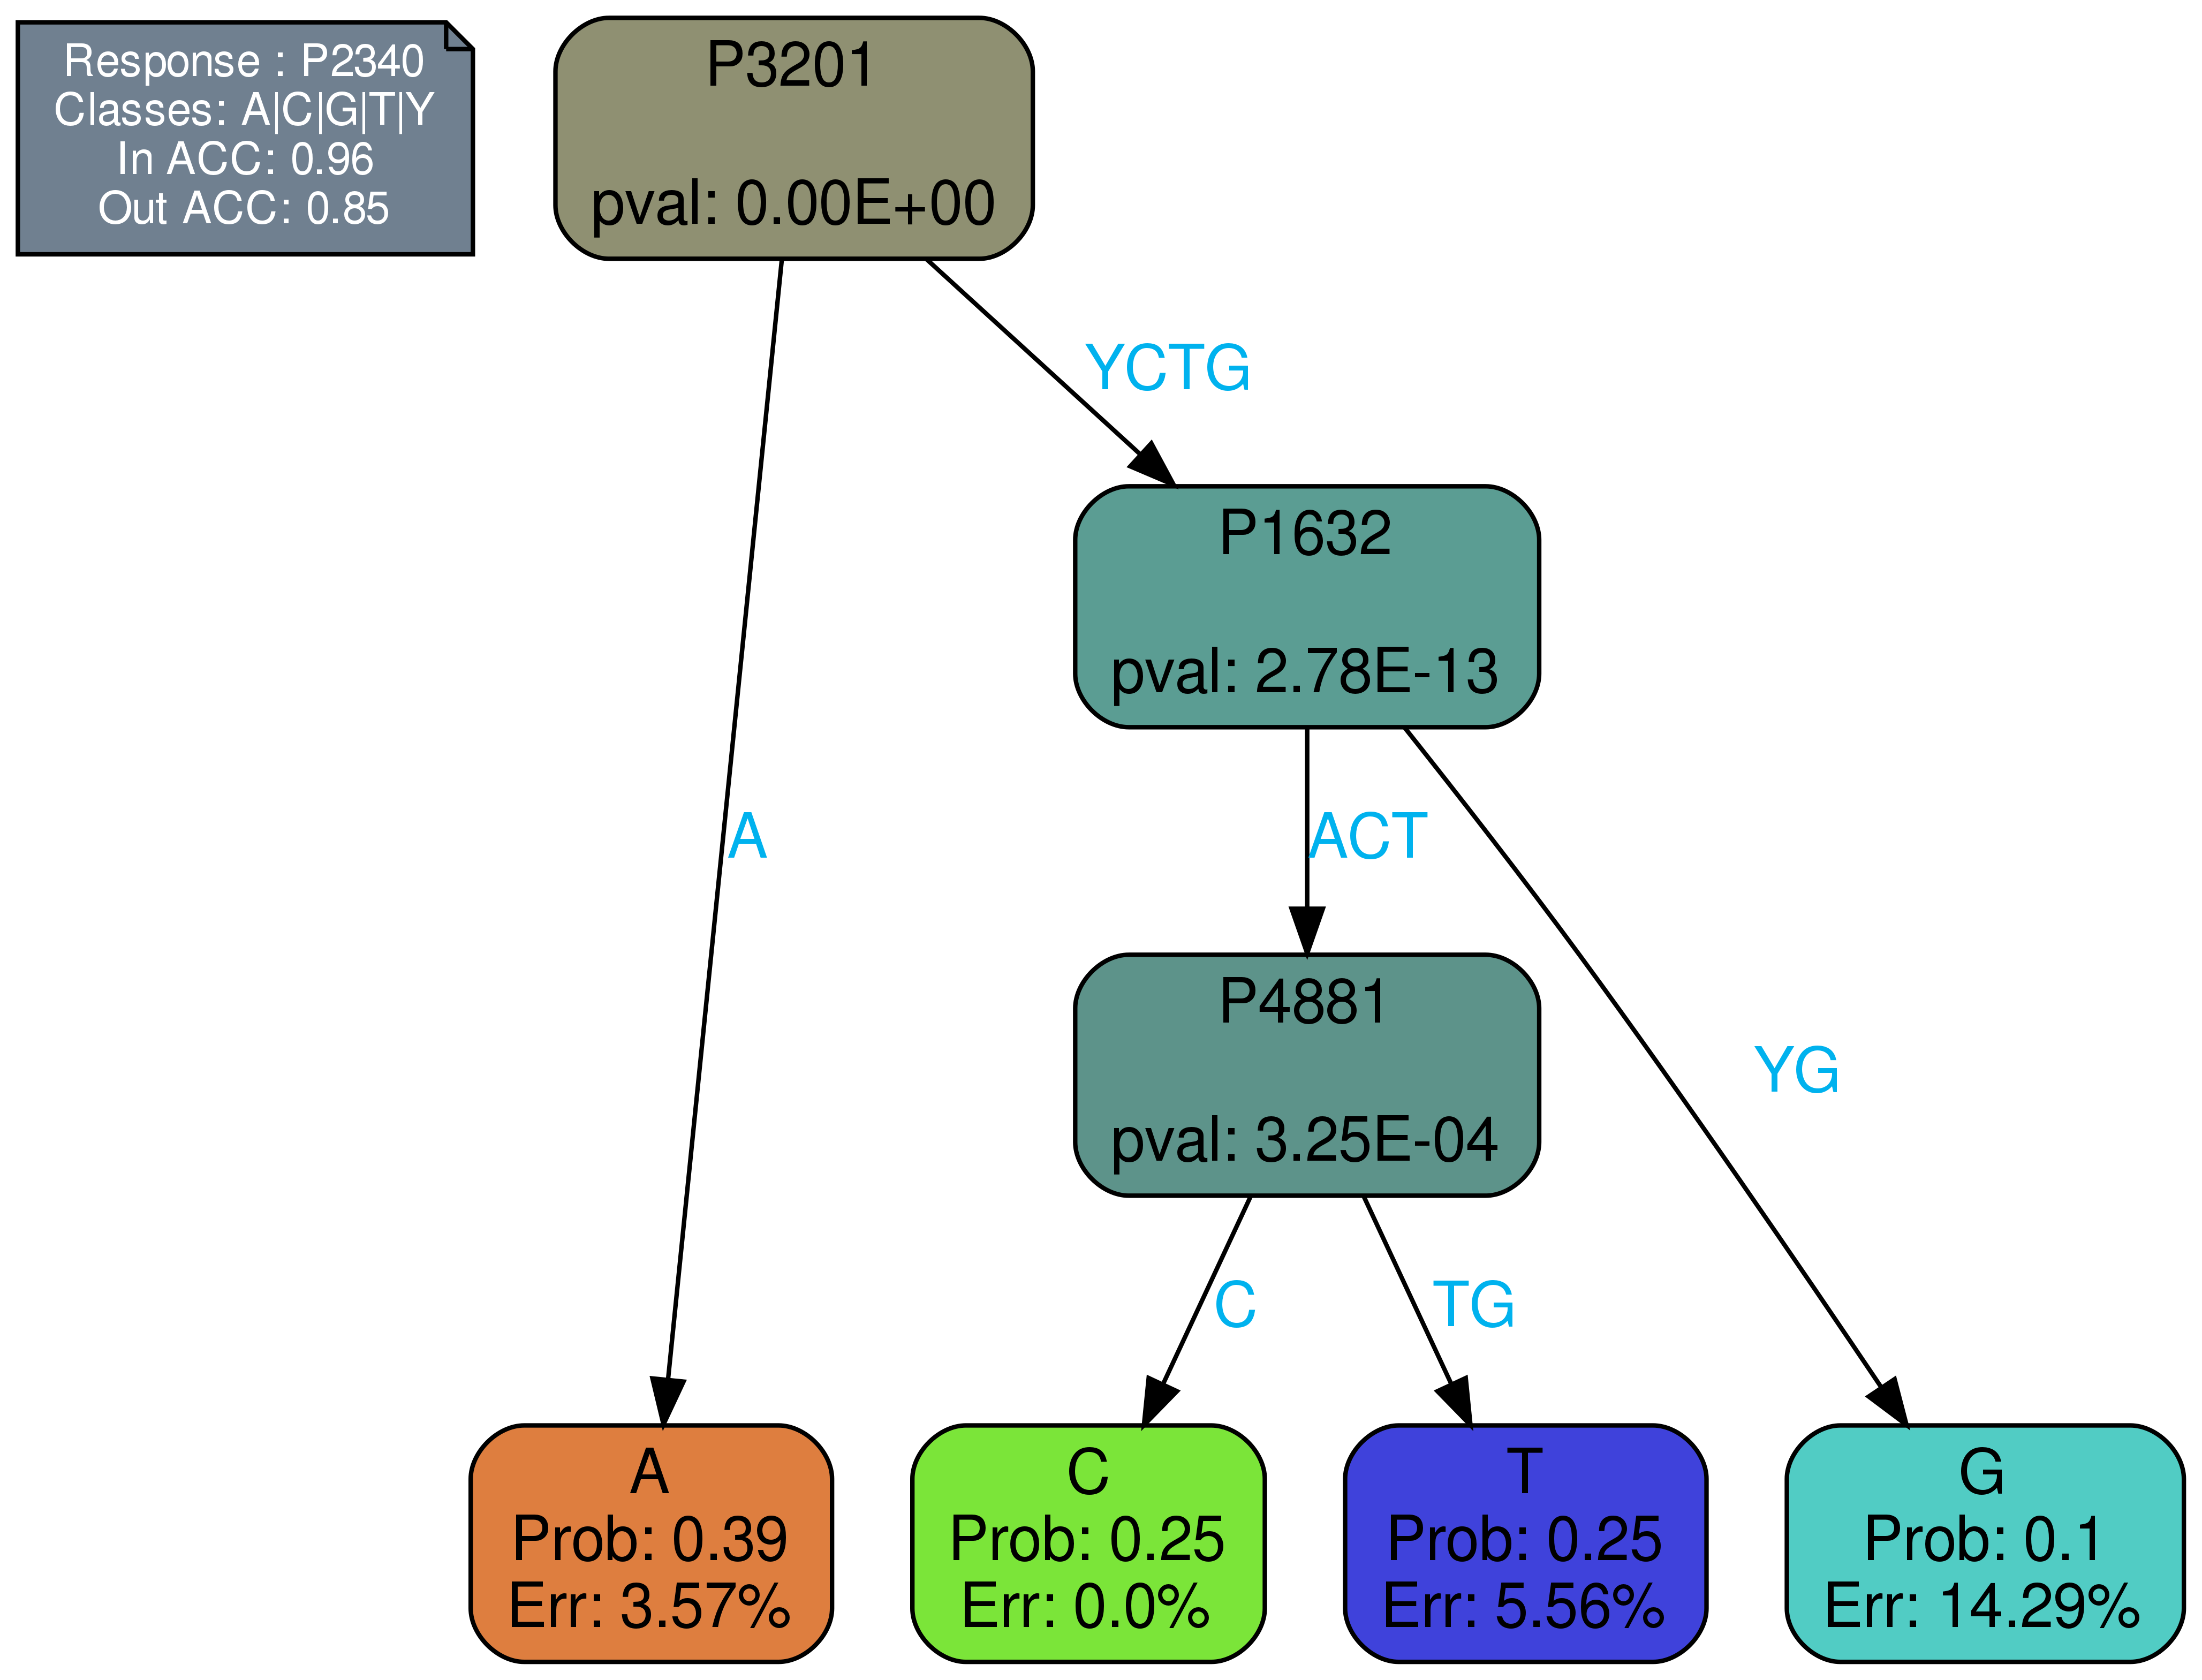 Response : P2340
Classes: A|C|G|T|Y
In ACC: 0.96
Out ACC: 0.85
P3201
pval: 0.00E+00
YCTG
P1632
pval: 2.78E-13
A
ACT
P4881
pval: 3.25E-04
YG
C
TG
A
Prob: 0.39
Err: 3.57%
C
Prob: 0.25
Err: 0.0%
T
Prob: 0.25
Err: 5.56%
G
Prob: 0.1
Err: 14.29%